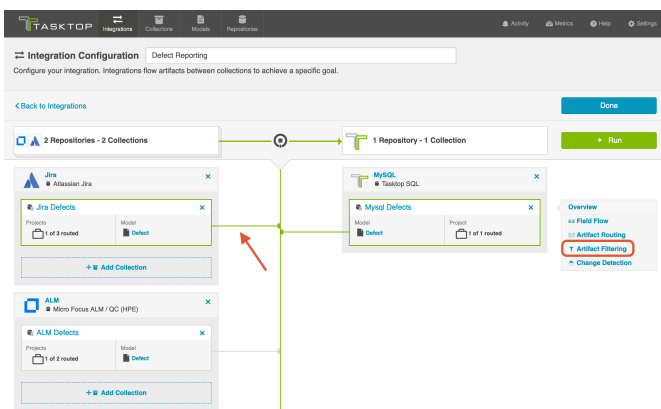 TASKTOP
Integrations
Collections
Models
Repositories
Activity
Metrics
Help
Settings
Integration Configuration
Defect Reporting
Configure your integration. Integrations flow artifacts between collections to achieve a specific goal.
Back to Integrations
Done
2 Repositories - 2 Collections
1 Repository - 1 Collection
Run
Jira
Atlassian Jira
MySQL
Tasktop SQL
Jira Defects
Projects
Model
1 of 3 routed
Defect
+ Add Collection
Mysql Defects
Model
Project
Defect
1 of 1 routed
Overview
Field Flow
Artifact Routing
Artifact Filtering
Change Detection
ALM
Micro Focus ALM / QC (HPE)
ALM Defects
Projects
Model
1 of 2 routed
Defect
+ Add Collection